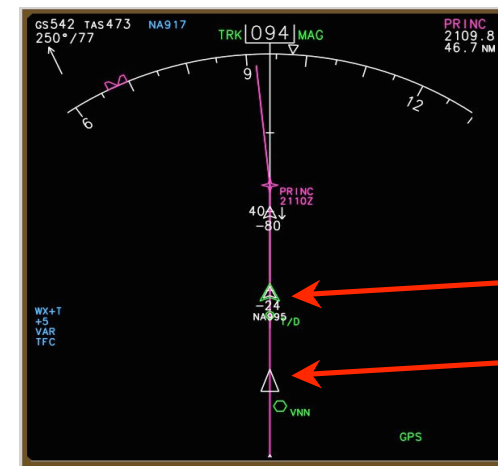 GS542 TAS473 NA917
250°/77
TRK 094 MAG
PRINC
2109.8
46.7 NM
6
9
12
PRINC
2110Z
40
-80
-24
NA995
T/D
WX+T
+5
VAR
TFC
VNN
GPS